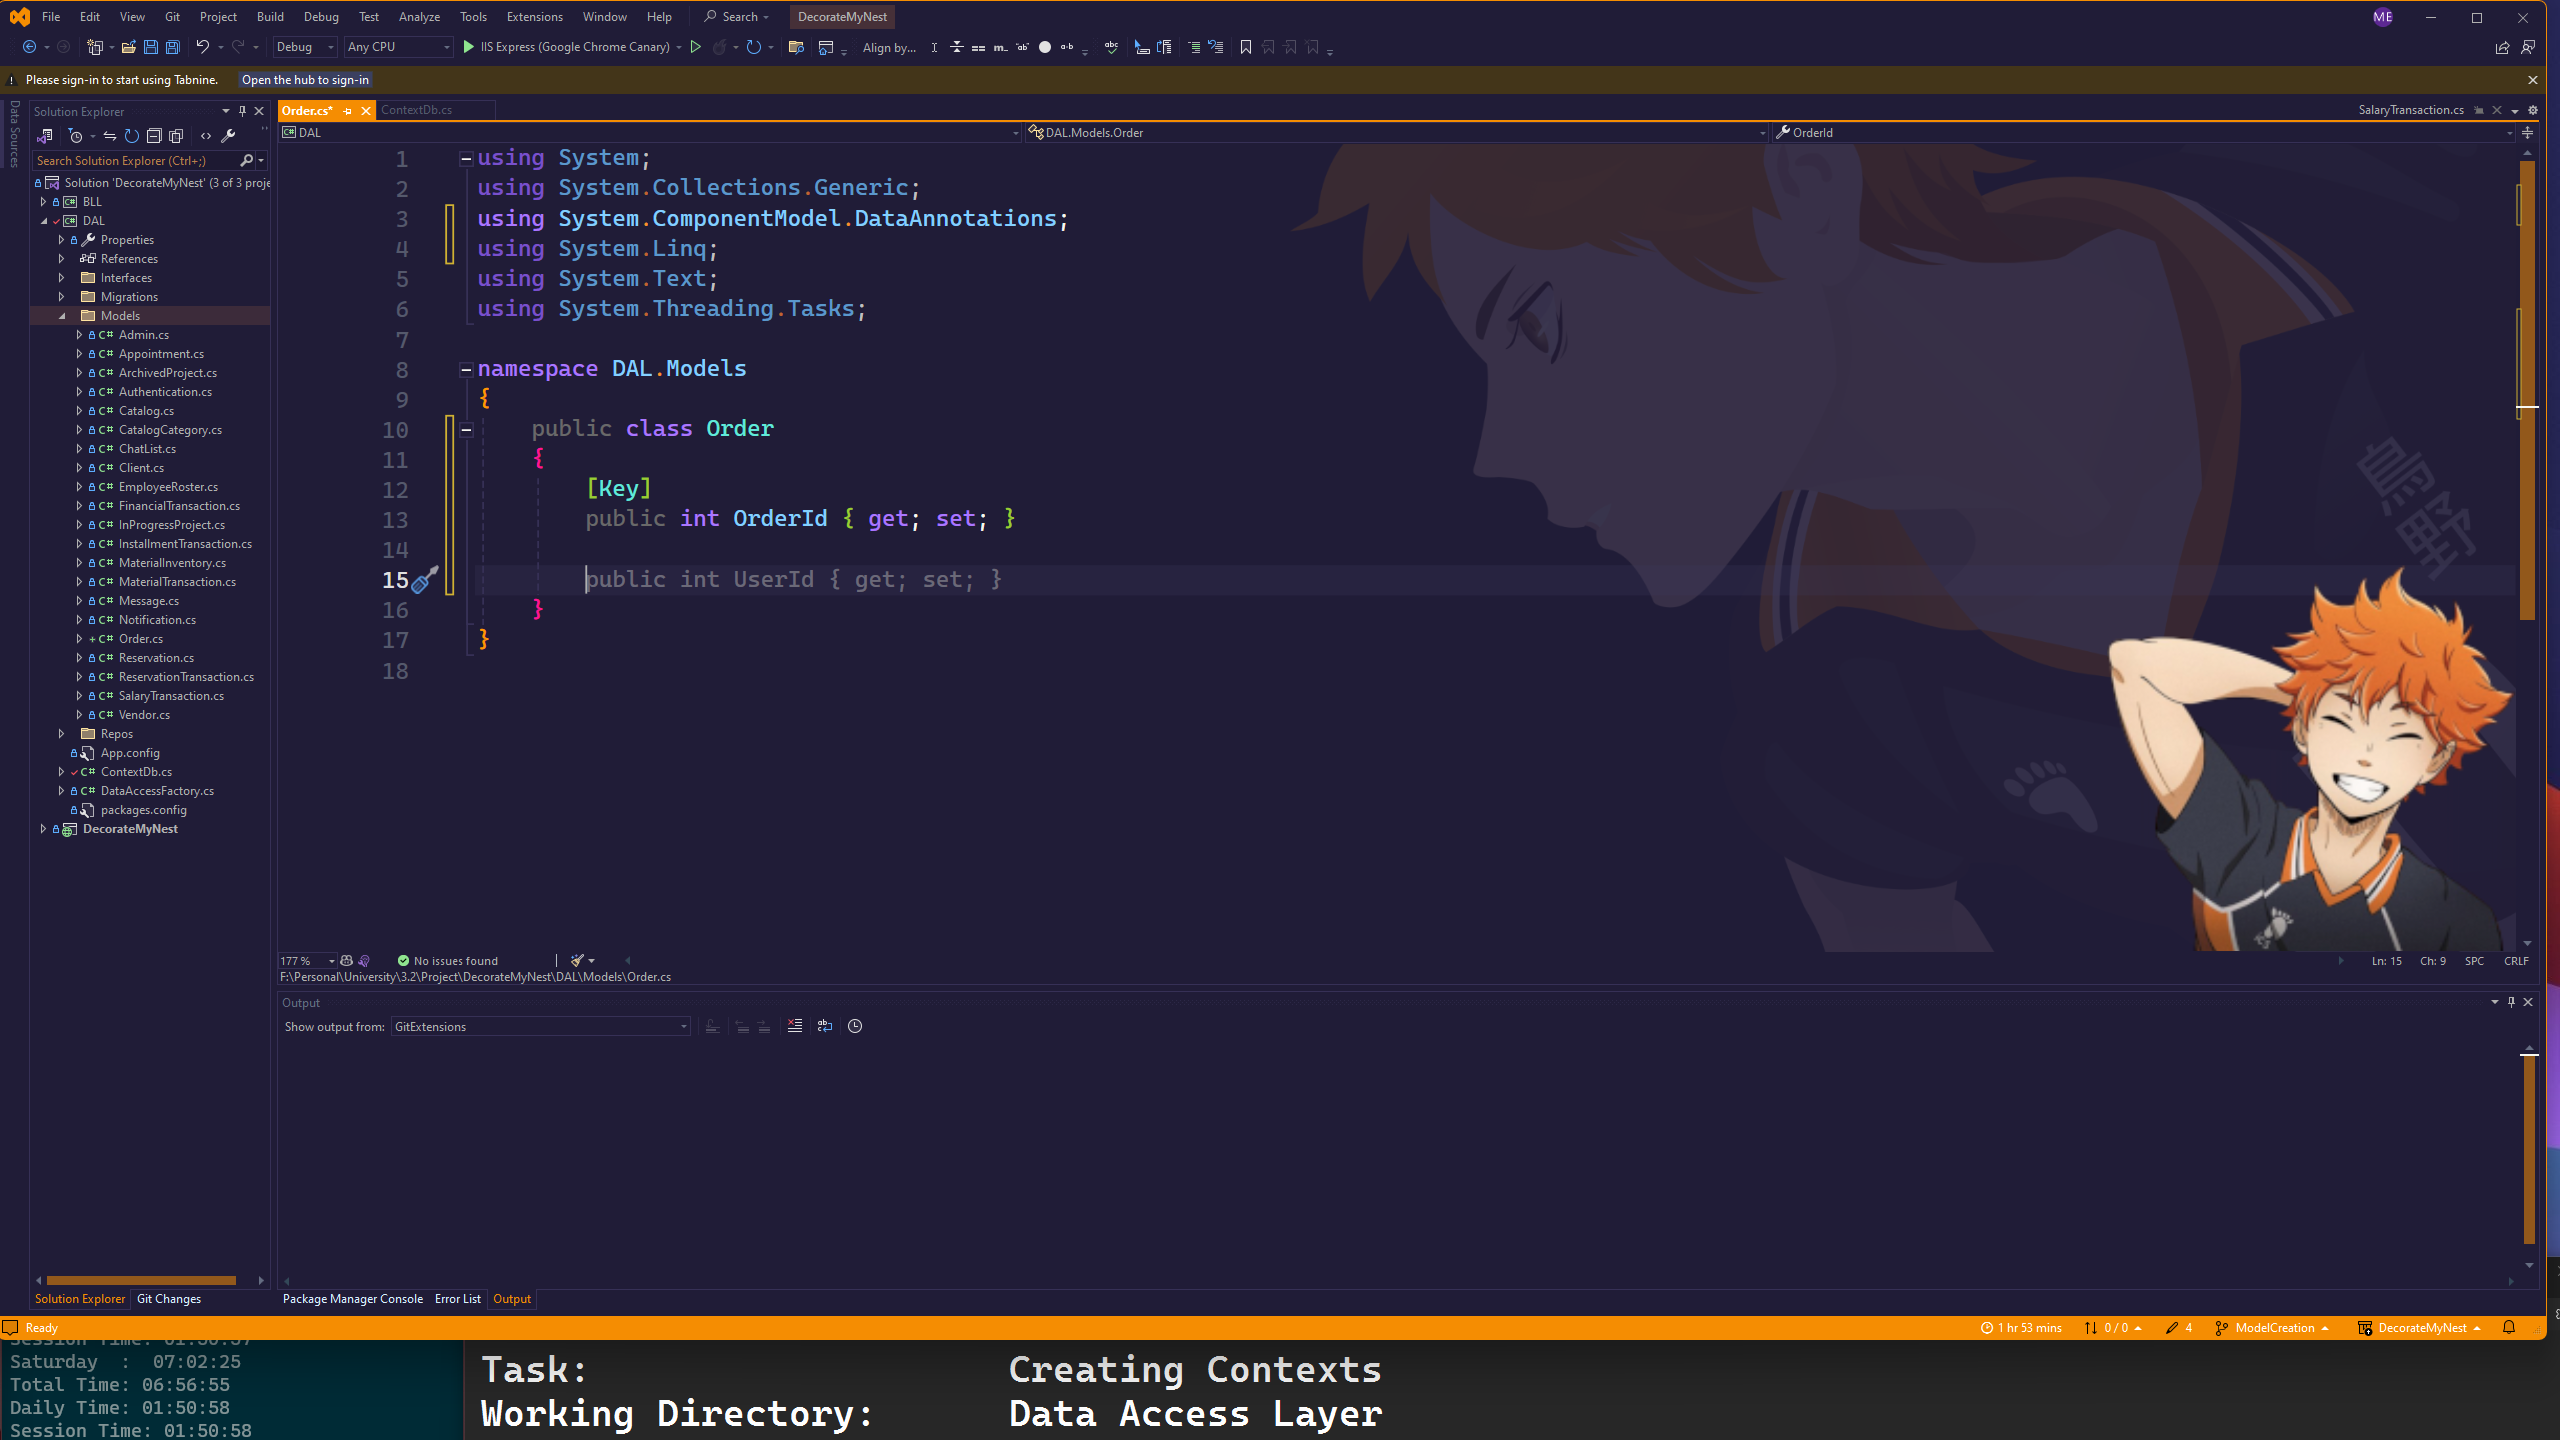 File Edit View Git Project Build Debug Test Analyze Tools Extensions Window Help Search DecorateMyNest ME
Debug Any CPU IIS Express (Google Chrome Canary) Align by...
Please sign-in to start using Tabnine. Open the hub to sign-in
Data Sources
Solution Explorer
Search Solution Explorer (Ctrl+;)
Solution 'DecorateMyNest' (3 of 3 proje
BLL
DAL
Properties
References
Interfaces
Migrations
Models
Admin.cs
Appointment.cs
ArchivedProject.cs
Authentication.cs
Catalog.cs
CatalogCategory.cs
ChatList.cs
Client.cs
EmployeeRoster.cs
FinancialTransaction.cs
InProgressProject.cs
InstallmentTransaction.cs
MaterialInventory.cs
MaterialTransaction.cs
Message.cs
Notification.cs
Order.cs
Reservation.cs
ReservationTransaction.cs
SalaryTransaction.cs
Vendor.cs
Repos
App.config
ContextDb.cs
DataAccessFactory.cs
packages.config
DecorateMyNest
Solution Explorer Git Changes
Order.cs* ContextDb.cs SalaryTransaction.cs
DAL DAL.Models.Order OrderId
1 using System;
2 using System.Collections.Generic;
3 using System.ComponentModel.DataAnnotations;
4 using System.Linq;
5 using System.Text;
6 using System.Threading.Tasks;
7
8 namespace DAL.Models
9 {
10 public class Order
11 {
12 [Key]
13 public int OrderId { get; set; }
14
15 public int UserId { get; set; }
16 }
17 }
18
烏野
177 % No issues found Ln: 15 Ch: 9 SPC CRLF
F:\Personal\University\3.2\Project\DecorateMyNest\DAL\Models\Order.cs
Output
Show output from: GitExtensions
Package Manager Console Error List Output
Ready 1 hr 53 mins 0 / 0 4 ModelCreation DecorateMyNest
Saturday : 07:02:25
Total Time: 06:56:55
Daily Time: 01:50:58
Session Time: 01:50:58
Task: Creating Contexts
Working Directory: Data Access Layer